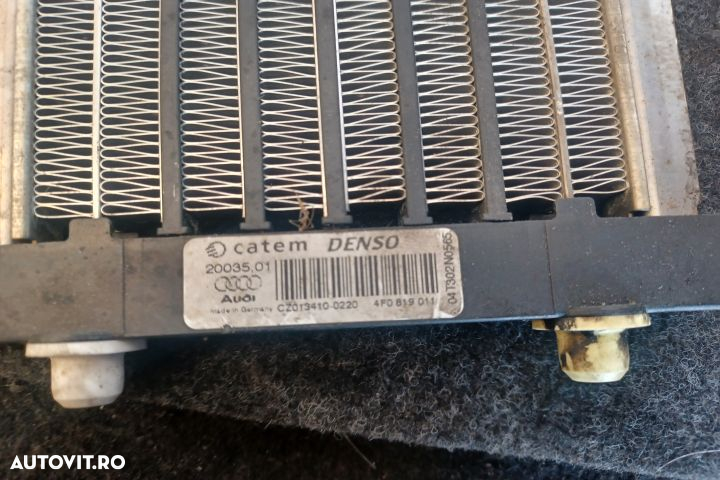 catem DENSO
20035.01
Audi
Made in Germany CZ013410-0220 4F0 819 011
04T302N0565
AUTOVIT.RO